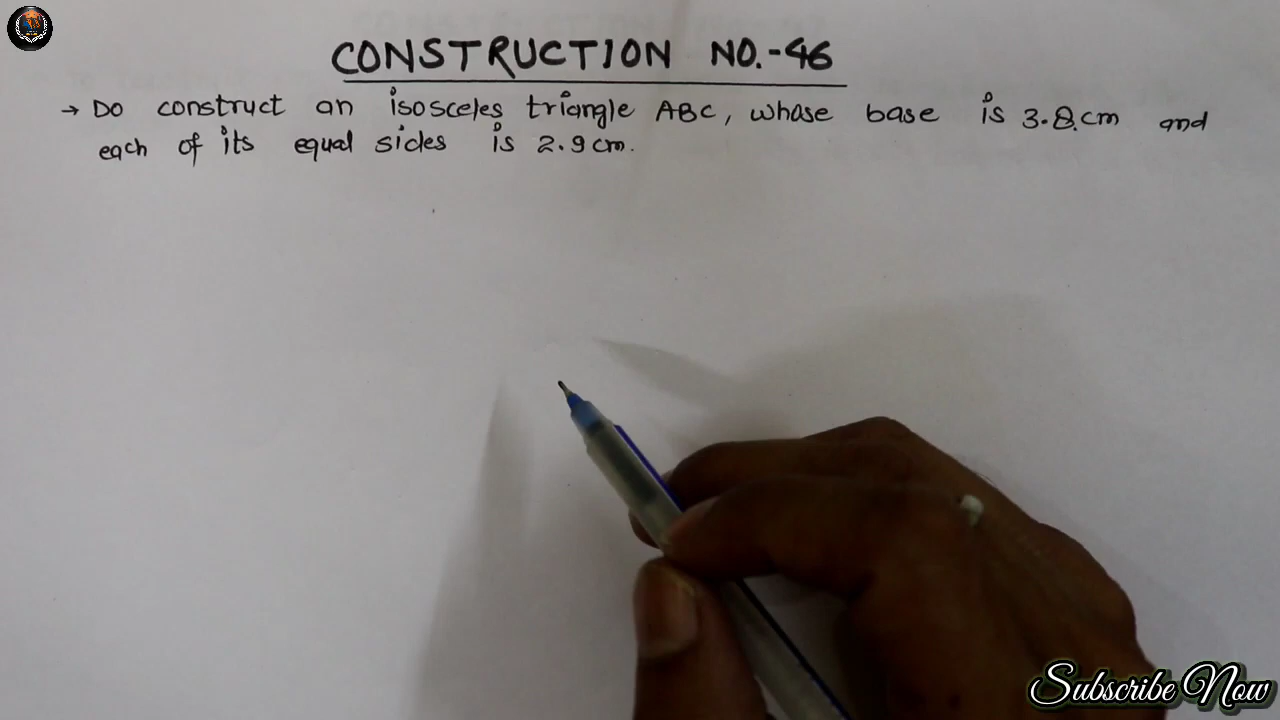 CONSTRUCTION NO.-46
→ Do construct an isosceles triangle ABC, whose base is 3.8.cm and
each of its equal sides is 2.9 cm.
Subscribe Now